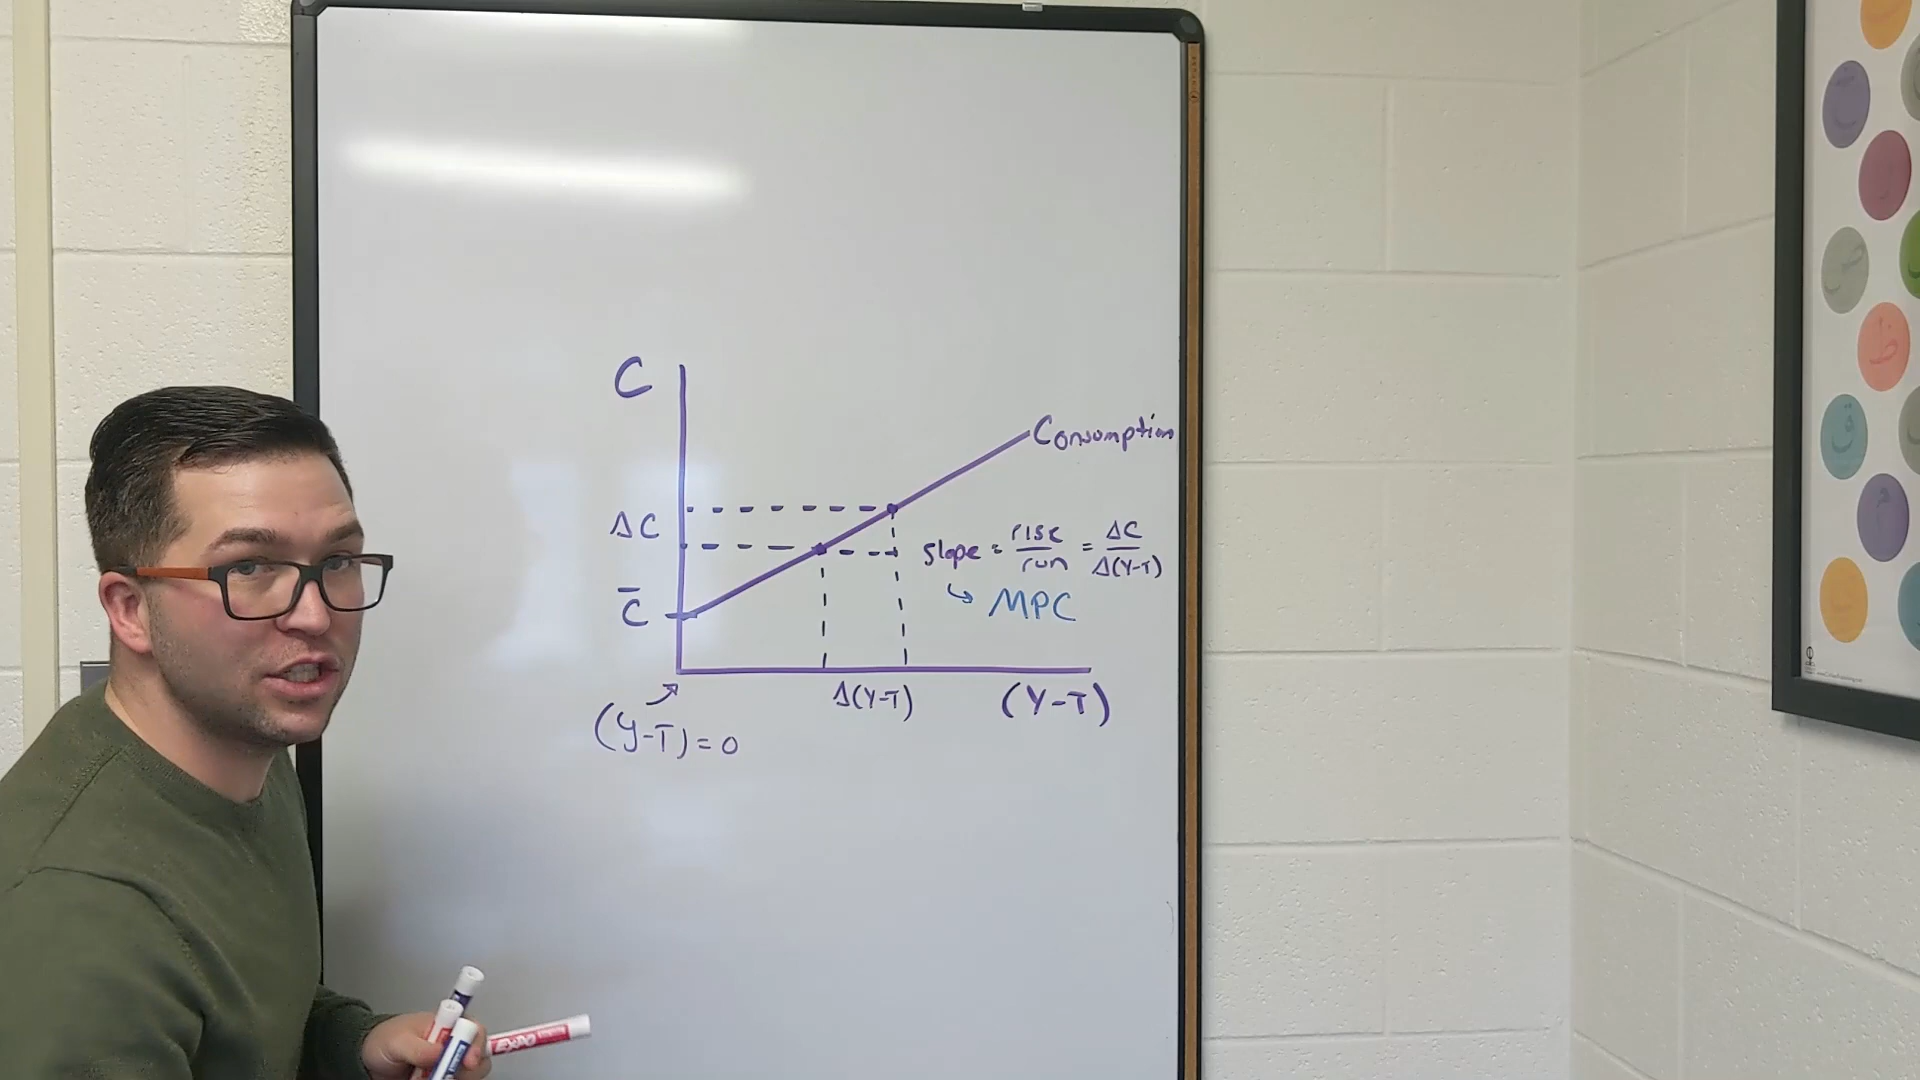 C
Consumption
ΔC
slope = rise/run = ΔC/Δ(Y-T)
C̅
↳ MPC
Δ(Y-T)
(Y-T)
(Y-T) = 0
EXPO
ظ